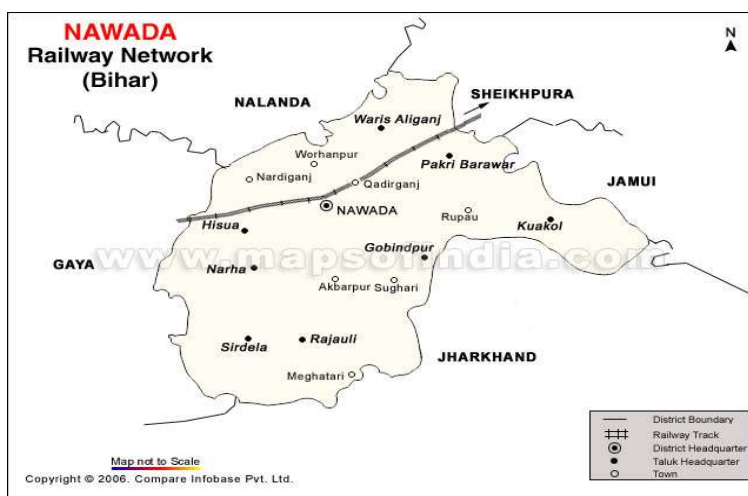 NAWADA
Railway Network
(Bihar)
N
NALANDA
SHEIKHPURA
Waris Aliganj
Worhanpur
Pakri Barawar
Nardiganj
Qadirganj
JAMUI
NAWADA
Rupau
Kuakol
Hisua
www.mapsofindia.com
Gobindpur
GAYA
Narha
Akbarpur
Sughari
Sirdela
Rajauli
JHARKHAND
Meghatari
District Boundary
Railway Track
District Headquarter
Taluk Headquarter
Town
Map not to Scale
Copyright © 2006. Compare Infobase Pvt. Ltd.